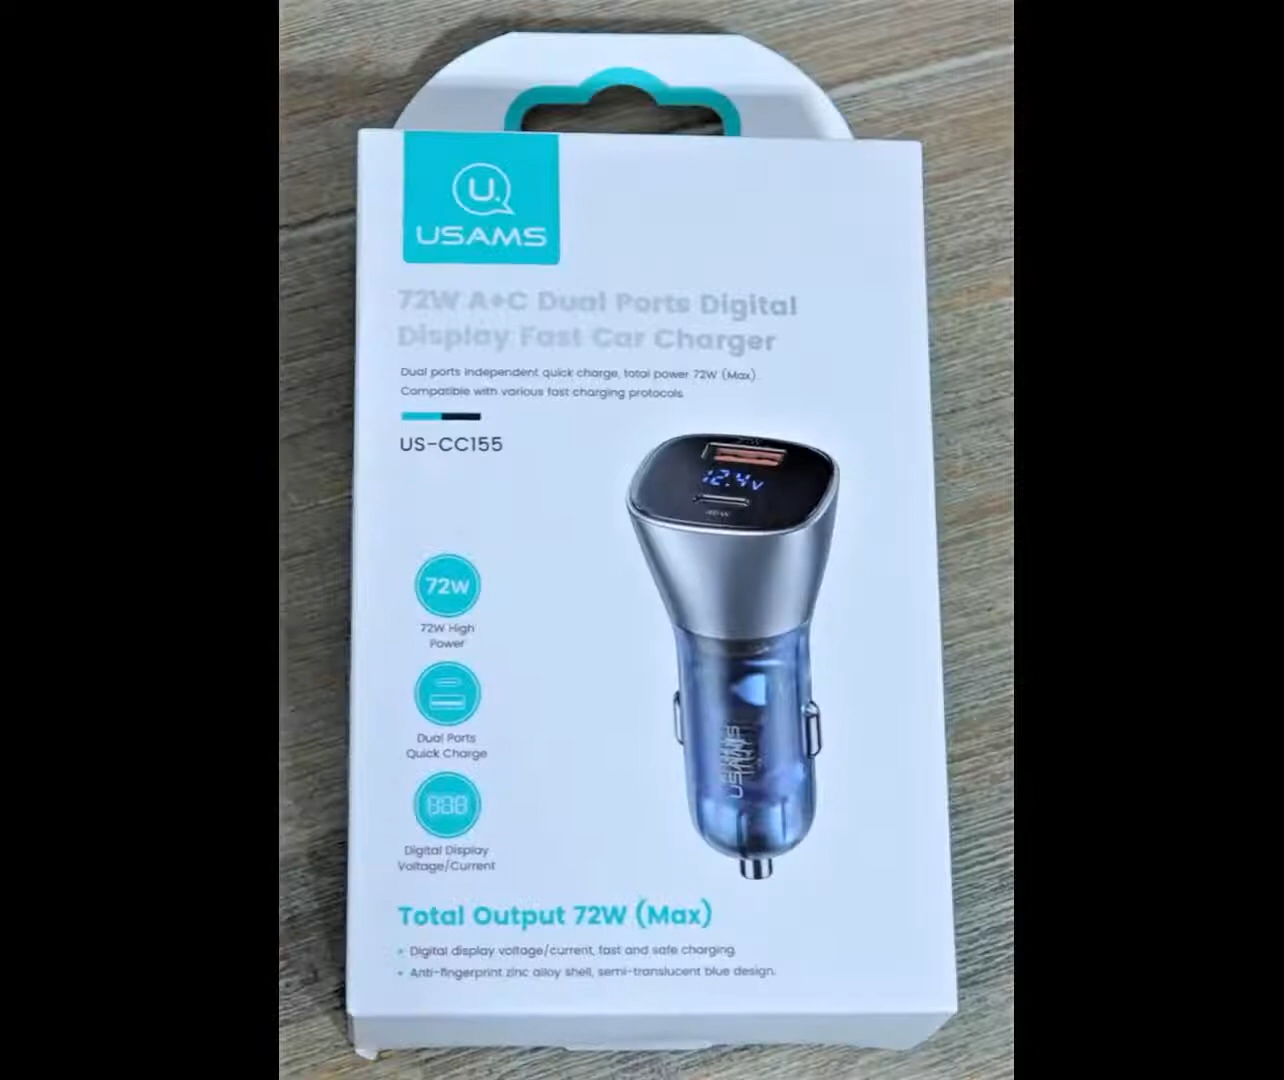 U
USAMS
72W A+C Dual Ports Digital
Display Fast Car Charger
Dual ports independent quick charge, total power 72W (Max).
Compatible with various fast charging protocols.
US-CC155
12.4v
72W
72W High
Power
Dual Ports
Quick Charge
888
Digital Display
Voltage/Current
USAMS
Total Output 72W (Max)
• Digital display voltage/current, fast and safe charging.
• Anti-fingerprint zinc alloy shell, semi-translucent blue design.